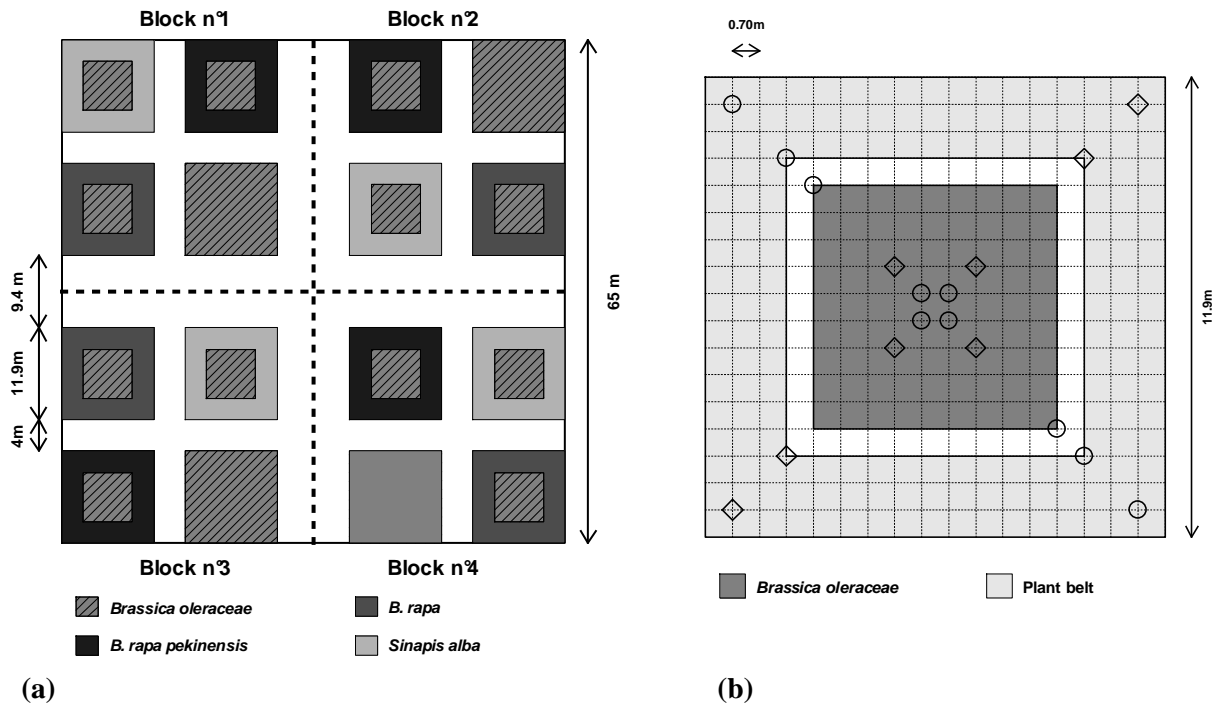 Block n°1 Block n°2
9.4 m
11.9m
4m
65 m
Block n°3 Block n°4
Brassica oleraceae B. rapa
B. rapa pekinensis Sinapis alba
(a)
0.70m
11.9m
Brassica oleraceae Plant belt
(b)